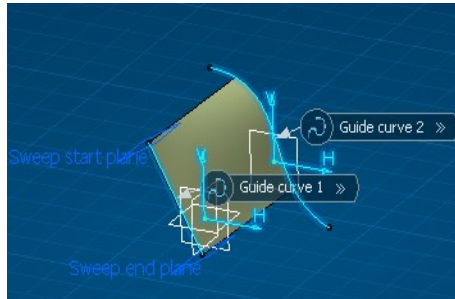 V
Guide curve 2 »
Sweep start plane
V
H
Guide curve 1 »
H
Sweep end plane